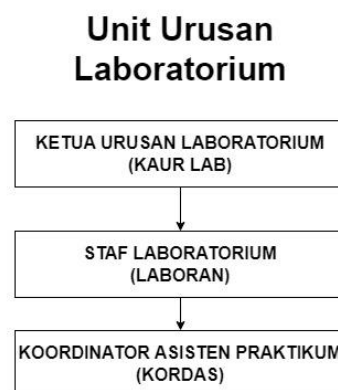 Unit Urusan
Laboratorium
KETUA URUSAN LABORATORIUM
(KAUR LAB)
STAF LABORATORIUM
(LABORAN)
KOORDINATOR ASISTEN PRAKTIKUM
(KORDAS)